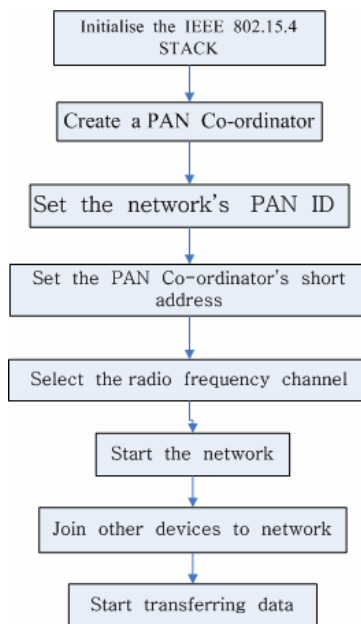 Initialise the IEEE 802.15.4
STACK
Create a PAN Co-ordinator
Set the network's PAN ID
Set the PAN Co-ordinator's short
address
Select the radio frequency channel
Start the network
Join other devices to network
Start transferring data